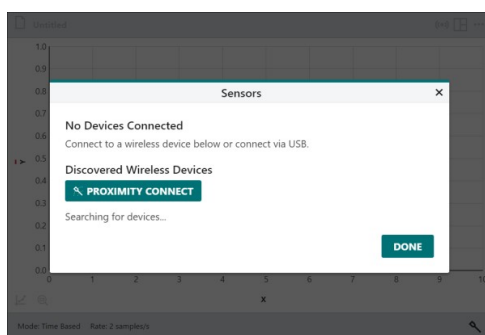 Untitled
1.0
0.9
0.8
Sensors
0.7
No Devices Connected
0.6
Connect to a wireless device below or connect via USB.
Y
0.5
Discovered Wireless Devices
0.4
PROXIMITY CONNECT
0.3
Searching for devices...
0.2
0.1
DONE
0.0
0 1 2 3 4 5 6 7 8 9 10
X
Mode: Time Based Rate: 2 samples/s